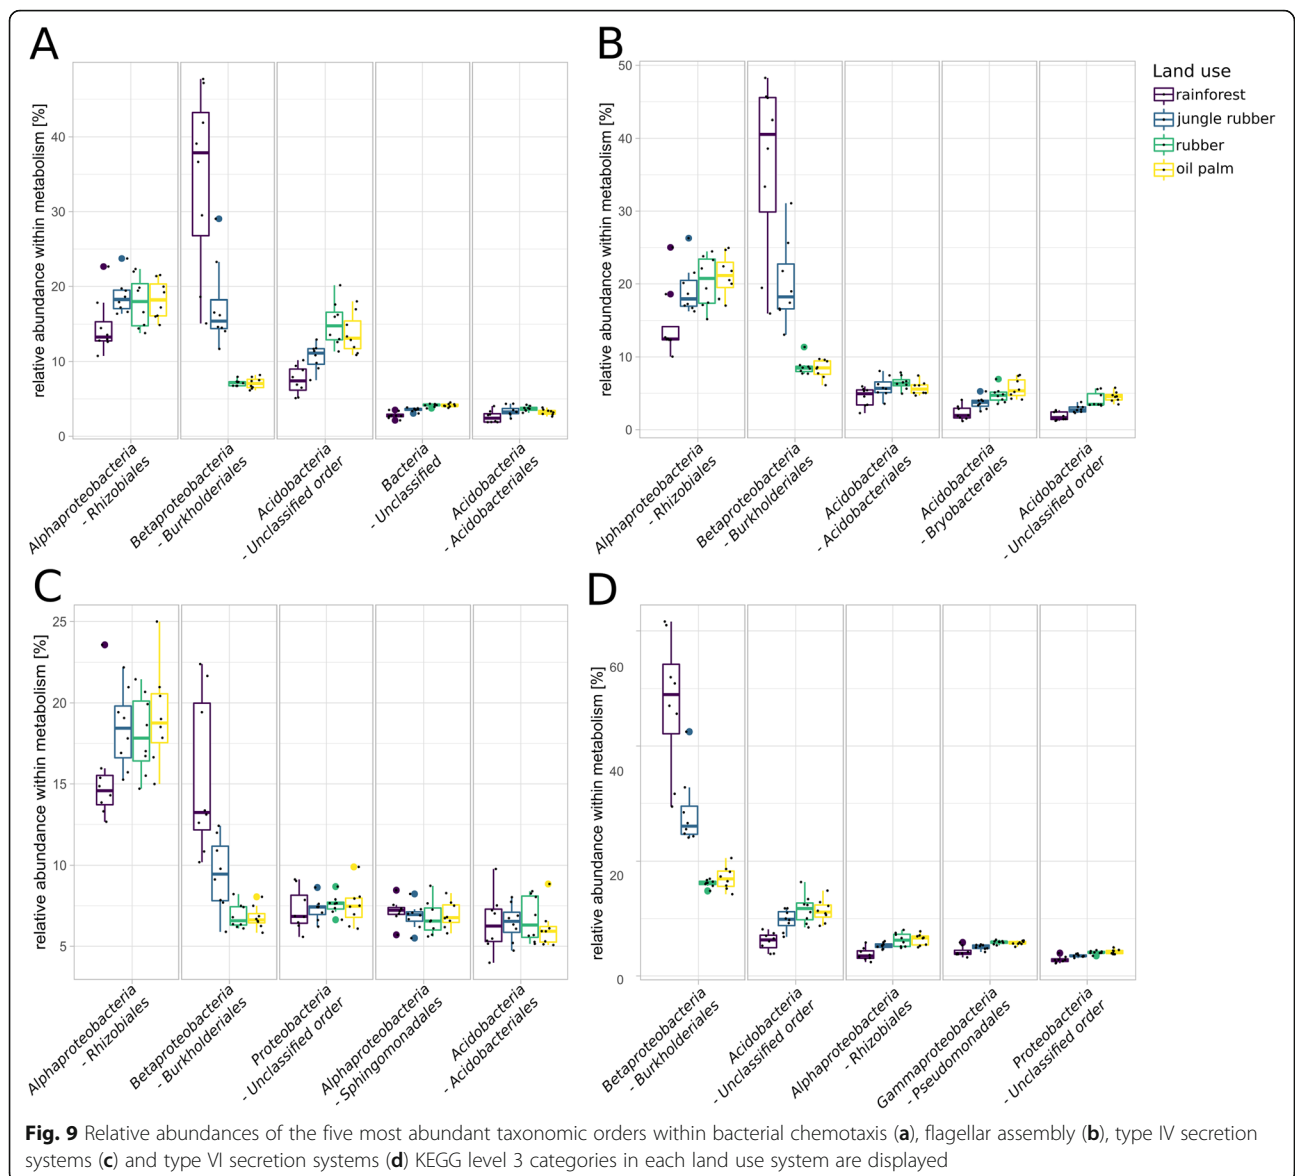 A
relative abundance within metabolism [%]
40
30
20
10
0
Alphaproteobacteria
- Rhizobiales
Betaproteobacteria
- Burkholderiales
Acidobacteria
- Unclassified order
Bacteria
- Unclassified
Acidobacteria
- Acidobacteriales
B
relative abundance within metabolism [%]
50
40
30
20
10
0
Alphaproteobacteria
- Rhizobiales
Betaproteobacteria
- Burkholderiales
Acidobacteria
- Acidobacteriales
Acidobacteria
- Bryobacterales
Acidobacteria
- Unclassified order
Land use
rainforest
jungle rubber
rubber
oil palm
C
relative abundance within metabolism [%]
25
20
15
10
5
Alphaproteobacteria
- Rhizobiales
Betaproteobacteria
- Burkholderiales
Proteobacteria
- Unclassified order
Alphaproteobacteria
- Sphingomonadales
Acidobacteria
- Acidobacteriales
D
relative abundance within metabolism [%]
60
40
20
0
Betaproteobacteria
- Burkholderiales
Acidobacteria
- Unclassified order
Alphaproteobacteria
- Rhizobiales
Gammaproteobacteria
- Pseudomonadales
Proteobacteria
- Unclassified order
Fig. 9 Relative abundances of the five most abundant taxonomic orders within bacterial chemotaxis (a), flagellar assembly (b), type IV secretion
systems (c) and type VI secretion systems (d) KEGG level 3 categories in each land use system are displayed